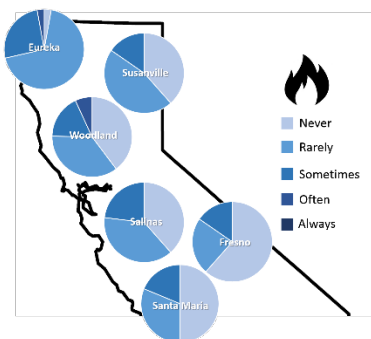 Eureka
Susanville
Never
Rarely
Woodland
Sometimes
Often
Always
Salinas
Fresno
Santa Maria